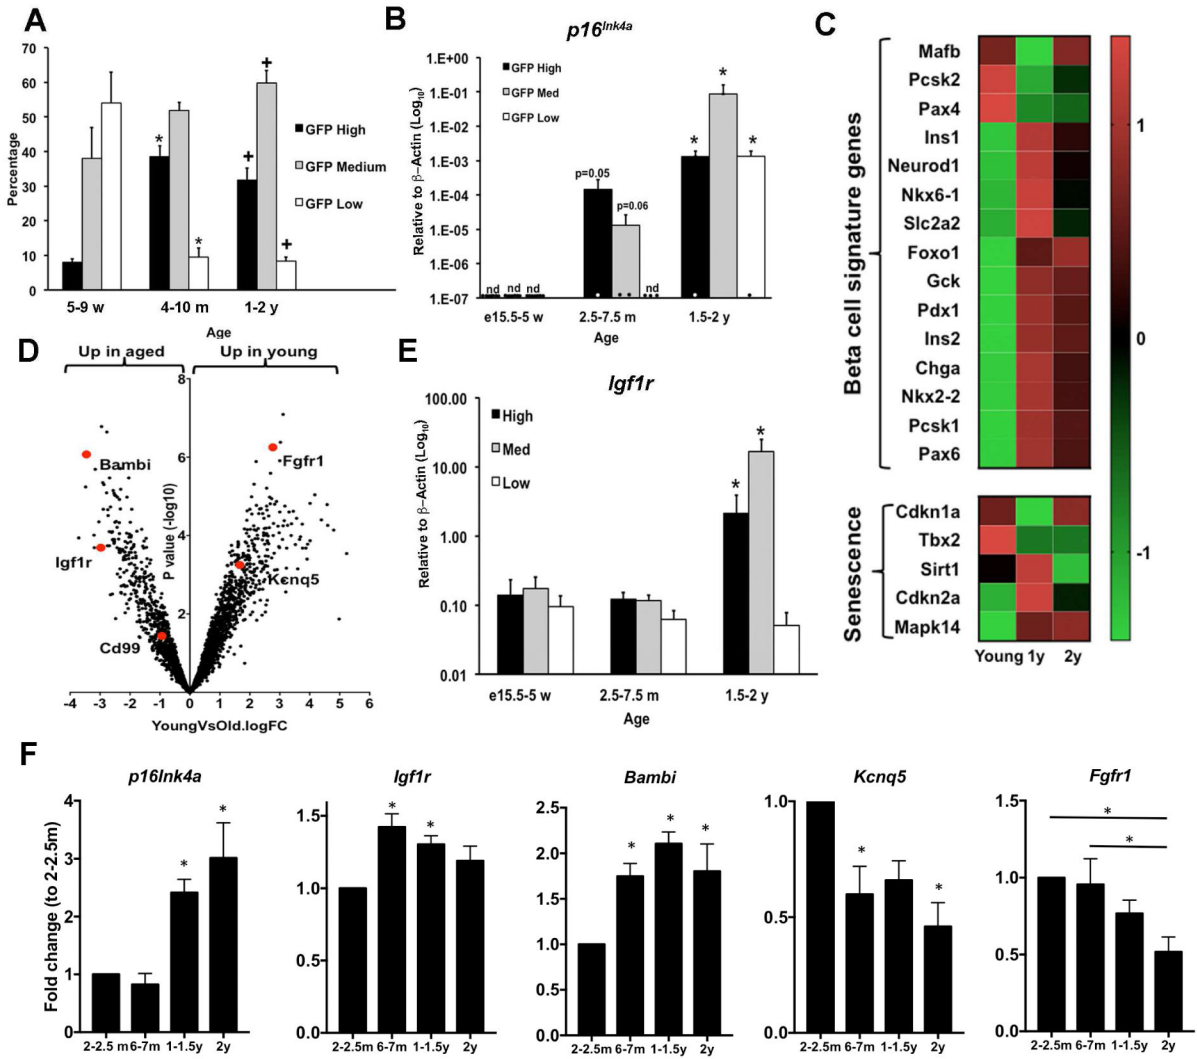 A
70
60
50
40
30
20
10
0
Percentage
*
+
+
*
+
GFP High
GFP Medium
GFP Low
5-9 w
4-10 m
1-2 y
Age
B
p16Ink4a
1.E+00
1.E-01
1.E-02
1.E-03
1.E-04
1.E-05
1.E-06
1.E-07
Relative to β-Actin (Log10)
GFP High
GFP Med
GFP Low
nd nd nd
p=0.05
p=0.06
nd
*
*
*
e15.5-5 w
2.5-7.5 m
1.5-2 y
Age
C
Beta cell signature genes
Mafb
Pcsk2
Pax4
Ins1
Neurod1
Nkx6-1
Slc2a2
Foxo1
Gck
Pdx1
Ins2
Chga
Nkx2-2
Pcsk1
Pax6
Senescence
Cdkn1a
Tbx2
Sirt1
Cdkn2a
Mapk14
Young 1y 2y
1
0
-1
D
Up in aged
Up in young
8
6
4
2
P value (-log10)
Bambi
Fgfr1
Igf1r
Kcnq5
Cd99
-4 -3 -2 -1 0 1 2 3 4 5 6
YoungVsOld.logFC
E
Igf1r
100.00
10.00
1.00
0.10
0.01
Relative to β-Actin (Log10)
High
Med
Low
*
*
e15.5-5 w
2.5-7.5 m
1.5-2 y
Age
F
Fold change (to 2-2.5m)
p16Ink4a
4
3
2
1
0
*
*
2-2.5 m 6-7m 1-1.5y 2y
Igf1r
1.5
1.0
0.5
0.0
*
*
2-2.5m 6-7m 1-1.5y 2y
Bambi
2.5
2.0
1.5
1.0
0.5
0.0
*
*
*
2-2.5m 6-7m 1-1.5y 2y
Kcnq5
1.0
0.5
0.0
*
*
2-2.5m 6-7m 1-1.5y 2y
Fgfr1
1.5
1.0
0.5
0.0
*
*
2-2.5m 6-7m 1-1.5y 2y